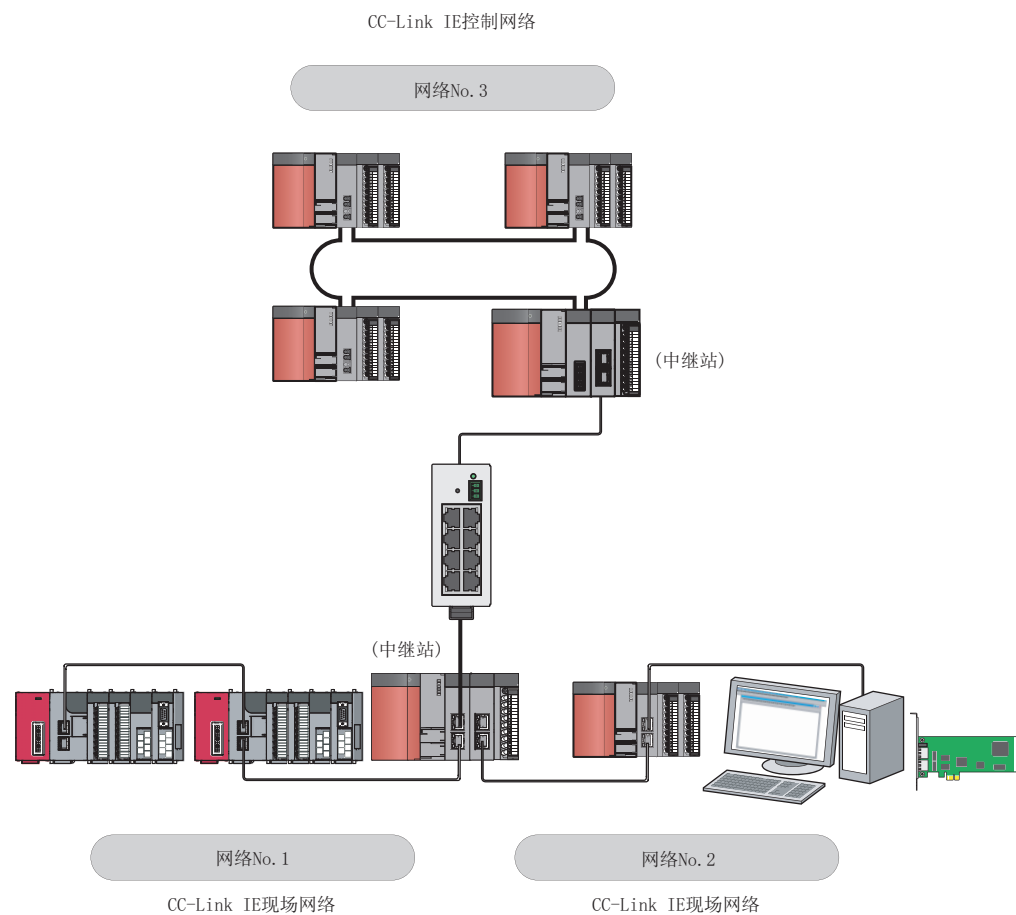 CC-Link IE控制网络
网络No.3
(中继站)
(中继站)
网络No.1
网络No.2
CC-Link IE现场网络
CC-Link IE现场网络